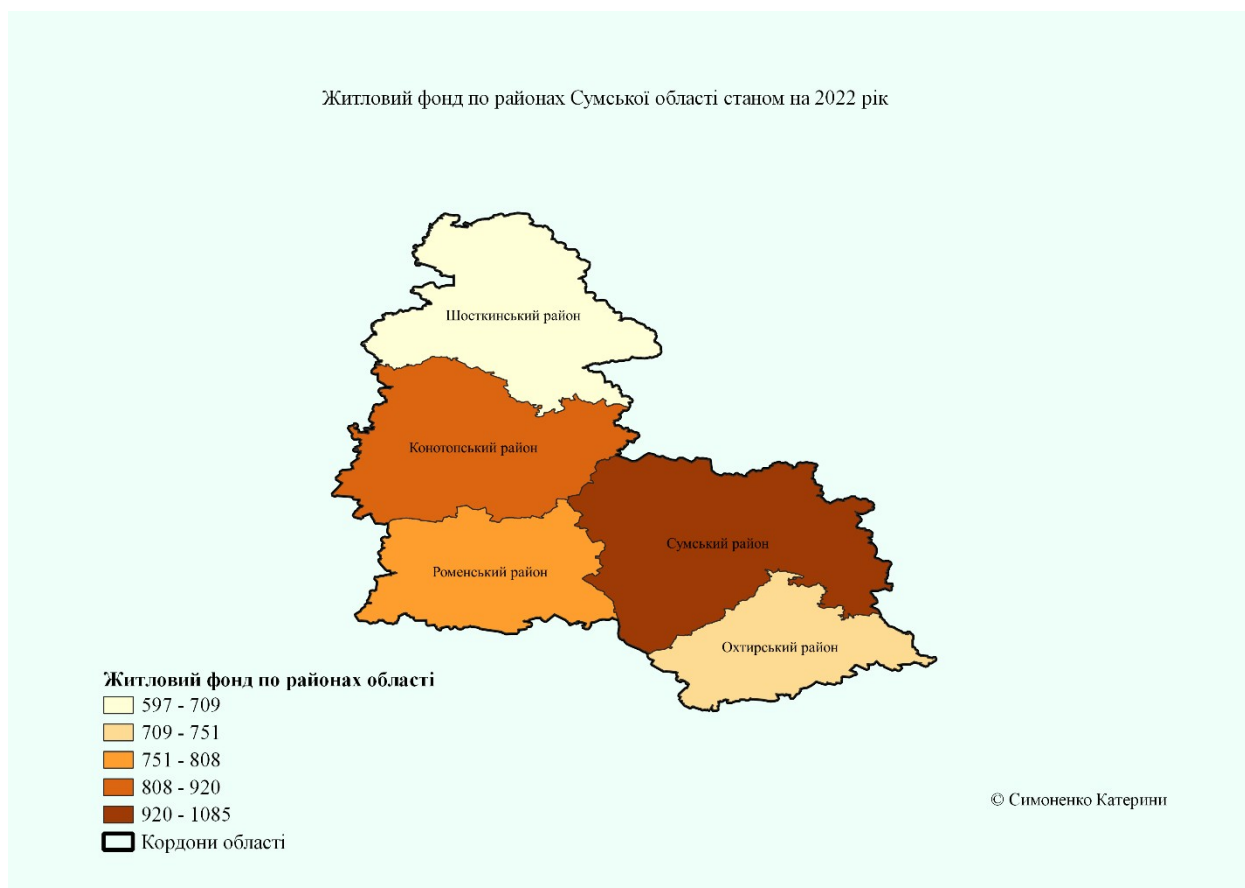 Житловий фонд по районах Сумської області станом на 2022 рік
Шосткинський район
Конотопський район
Сумський район
Роменський район
Охтирський район
Житловий фонд по районах області
597 - 709
709 - 751
751 - 808
808 - 920
920 - 1085
Кордони області
© Симоненко Катерини